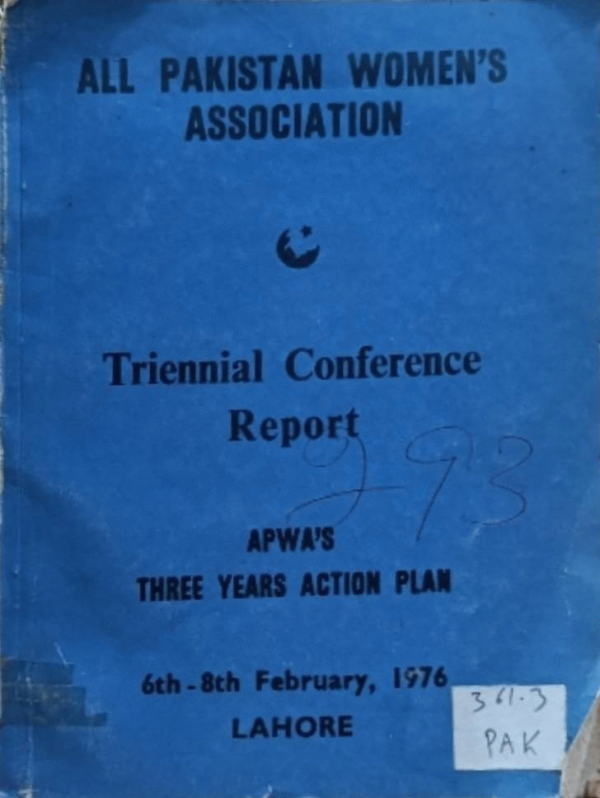 ALL PAKISTAN WOMEN'S
ASSOCIATION
Triennial Conference
Report
293
APWA'S
THREE YEARS ACTION PLAN
6th-8th February, 1976
LAHORE
361.3
PAK